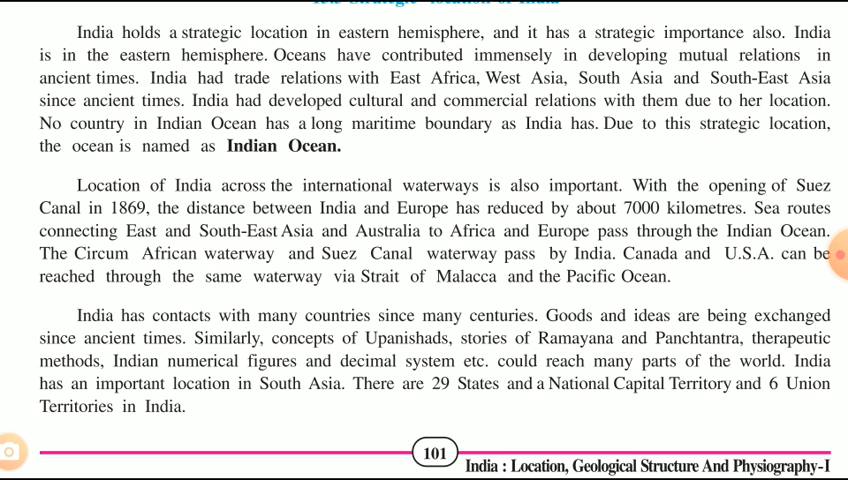 India holds a strategic location in eastern hemisphere, and it has a strategic importance also. India
is in the eastern hemisphere. Oceans have contributed immensely in developing mutual relations in
ancient times. India had trade relations with East Africa, West Asia, South Asia and South-East Asia
since ancient times. India had developed cultural and commercial relations with them due to her location.
No country in Indian Ocean has a long maritime boundary as India has. Due to this strategic location,
the ocean is named as Indian Ocean.
Location of India across the international waterways is also important. With the opening of Suez
Canal in 1869, the distance between India and Europe has reduced by about 7000 kilometres. Sea routes
connecting East and South-East Asia and Australia to Africa and Europe pass through the Indian Ocean.
The Circum African waterway and Suez Canal waterway pass by India. Canada and U.S.A. can be
reached through the same waterway via Strait of Malacca and the Pacific Ocean.
India has contacts with many countries since many centuries. Goods and ideas are being exchanged
since ancient times. Similarly, concepts of Upanishads, stories of Ramayana and Panchtantra, therapeutic
methods, Indian numerical figures and decimal system etc. could reach many parts of the world. India
has an important location in South Asia. There are 29 States and a National Capital Territory and 6 Union
Territories in India.
101
India : Location, Geological Structure And Physiography-I